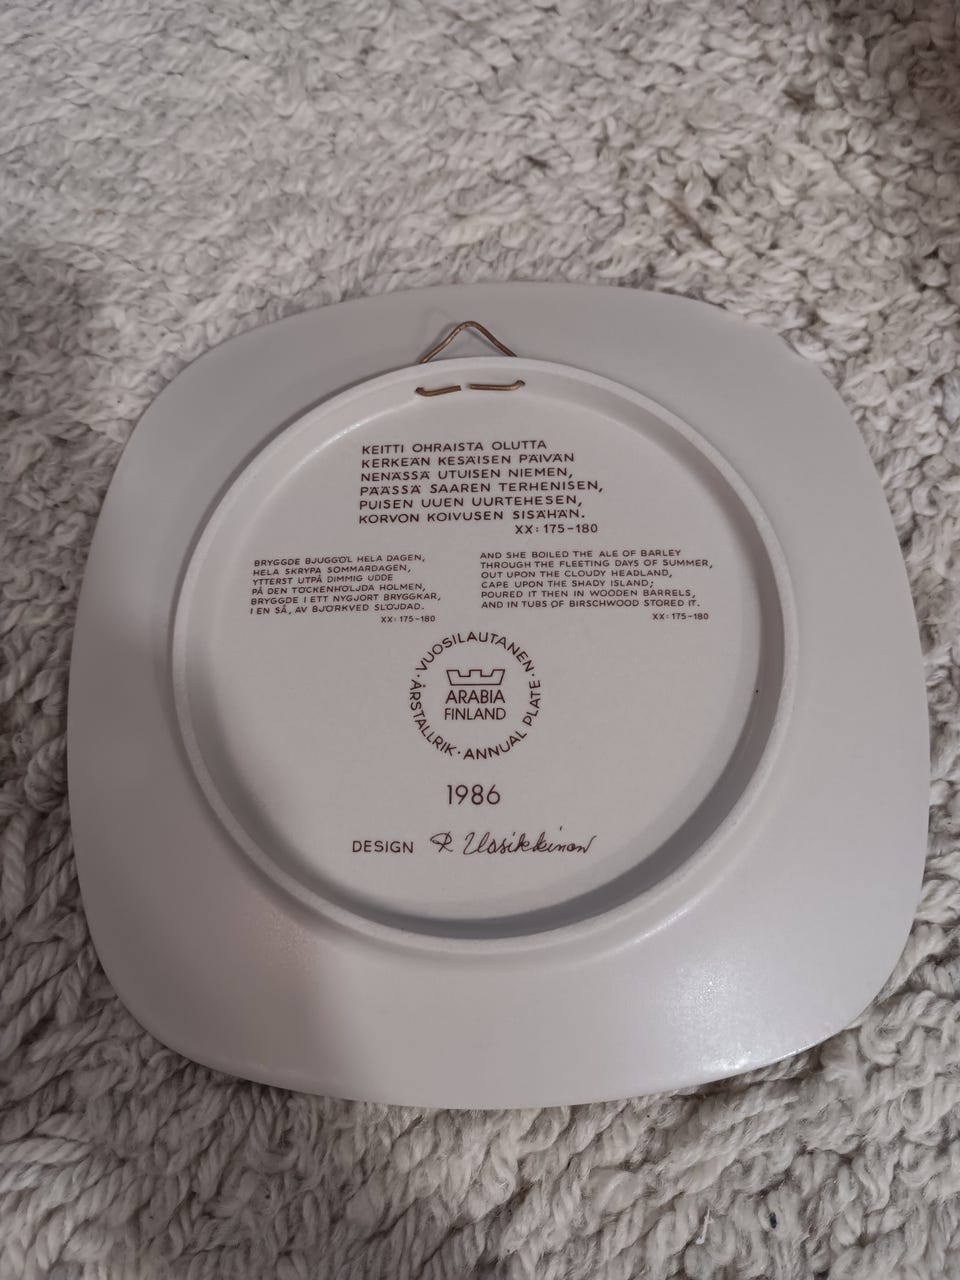 KEITTI OHRAISTA OLUTTA
KERKEÄN KESÄISEN PÄIVÄN
NENÄSSÄ UTUISEN NIEMEN,
PÄÄSSÄ SAAREN TERHENISEN,
PUISEN UUEN UURTEHESEN,
KORVON KOIVUSEN SISÄHÄN.
XX: 175-180
BRYGGDE BJUGGÖL HELA DAGEN,
HELA SKRYPA SOMMARDAGEN,
YTTERST UTPÅ DIMMIG UDDE
PÅ DEN TÖCKENHÖLJDA HOLMEN,
BRYGGDE I ETT NYGJORT BRYGGKAR,
I EN SÅ, AV BJÖRKVED SLÖJDAD.
XX: 175-180
AND SHE BOILED THE ALE OF BARLEY
THROUGH THE FLEETING DAYS OF SUMMER,
OUT UPON THE CLOUDY HEADLAND,
CAPE UPON THE SHADY ISLAND;
POURED IT THEN IN WOODEN BARRELS,
AND IN TUBS OF BIRSCHWOOD STORED IT.
XX: 175-180
· VUOSILAUTANEN · ANNUAL PLATE · ÅRSTALLRIK
ARABIA
FINLAND
1986
DESIGN R Uosikkinen